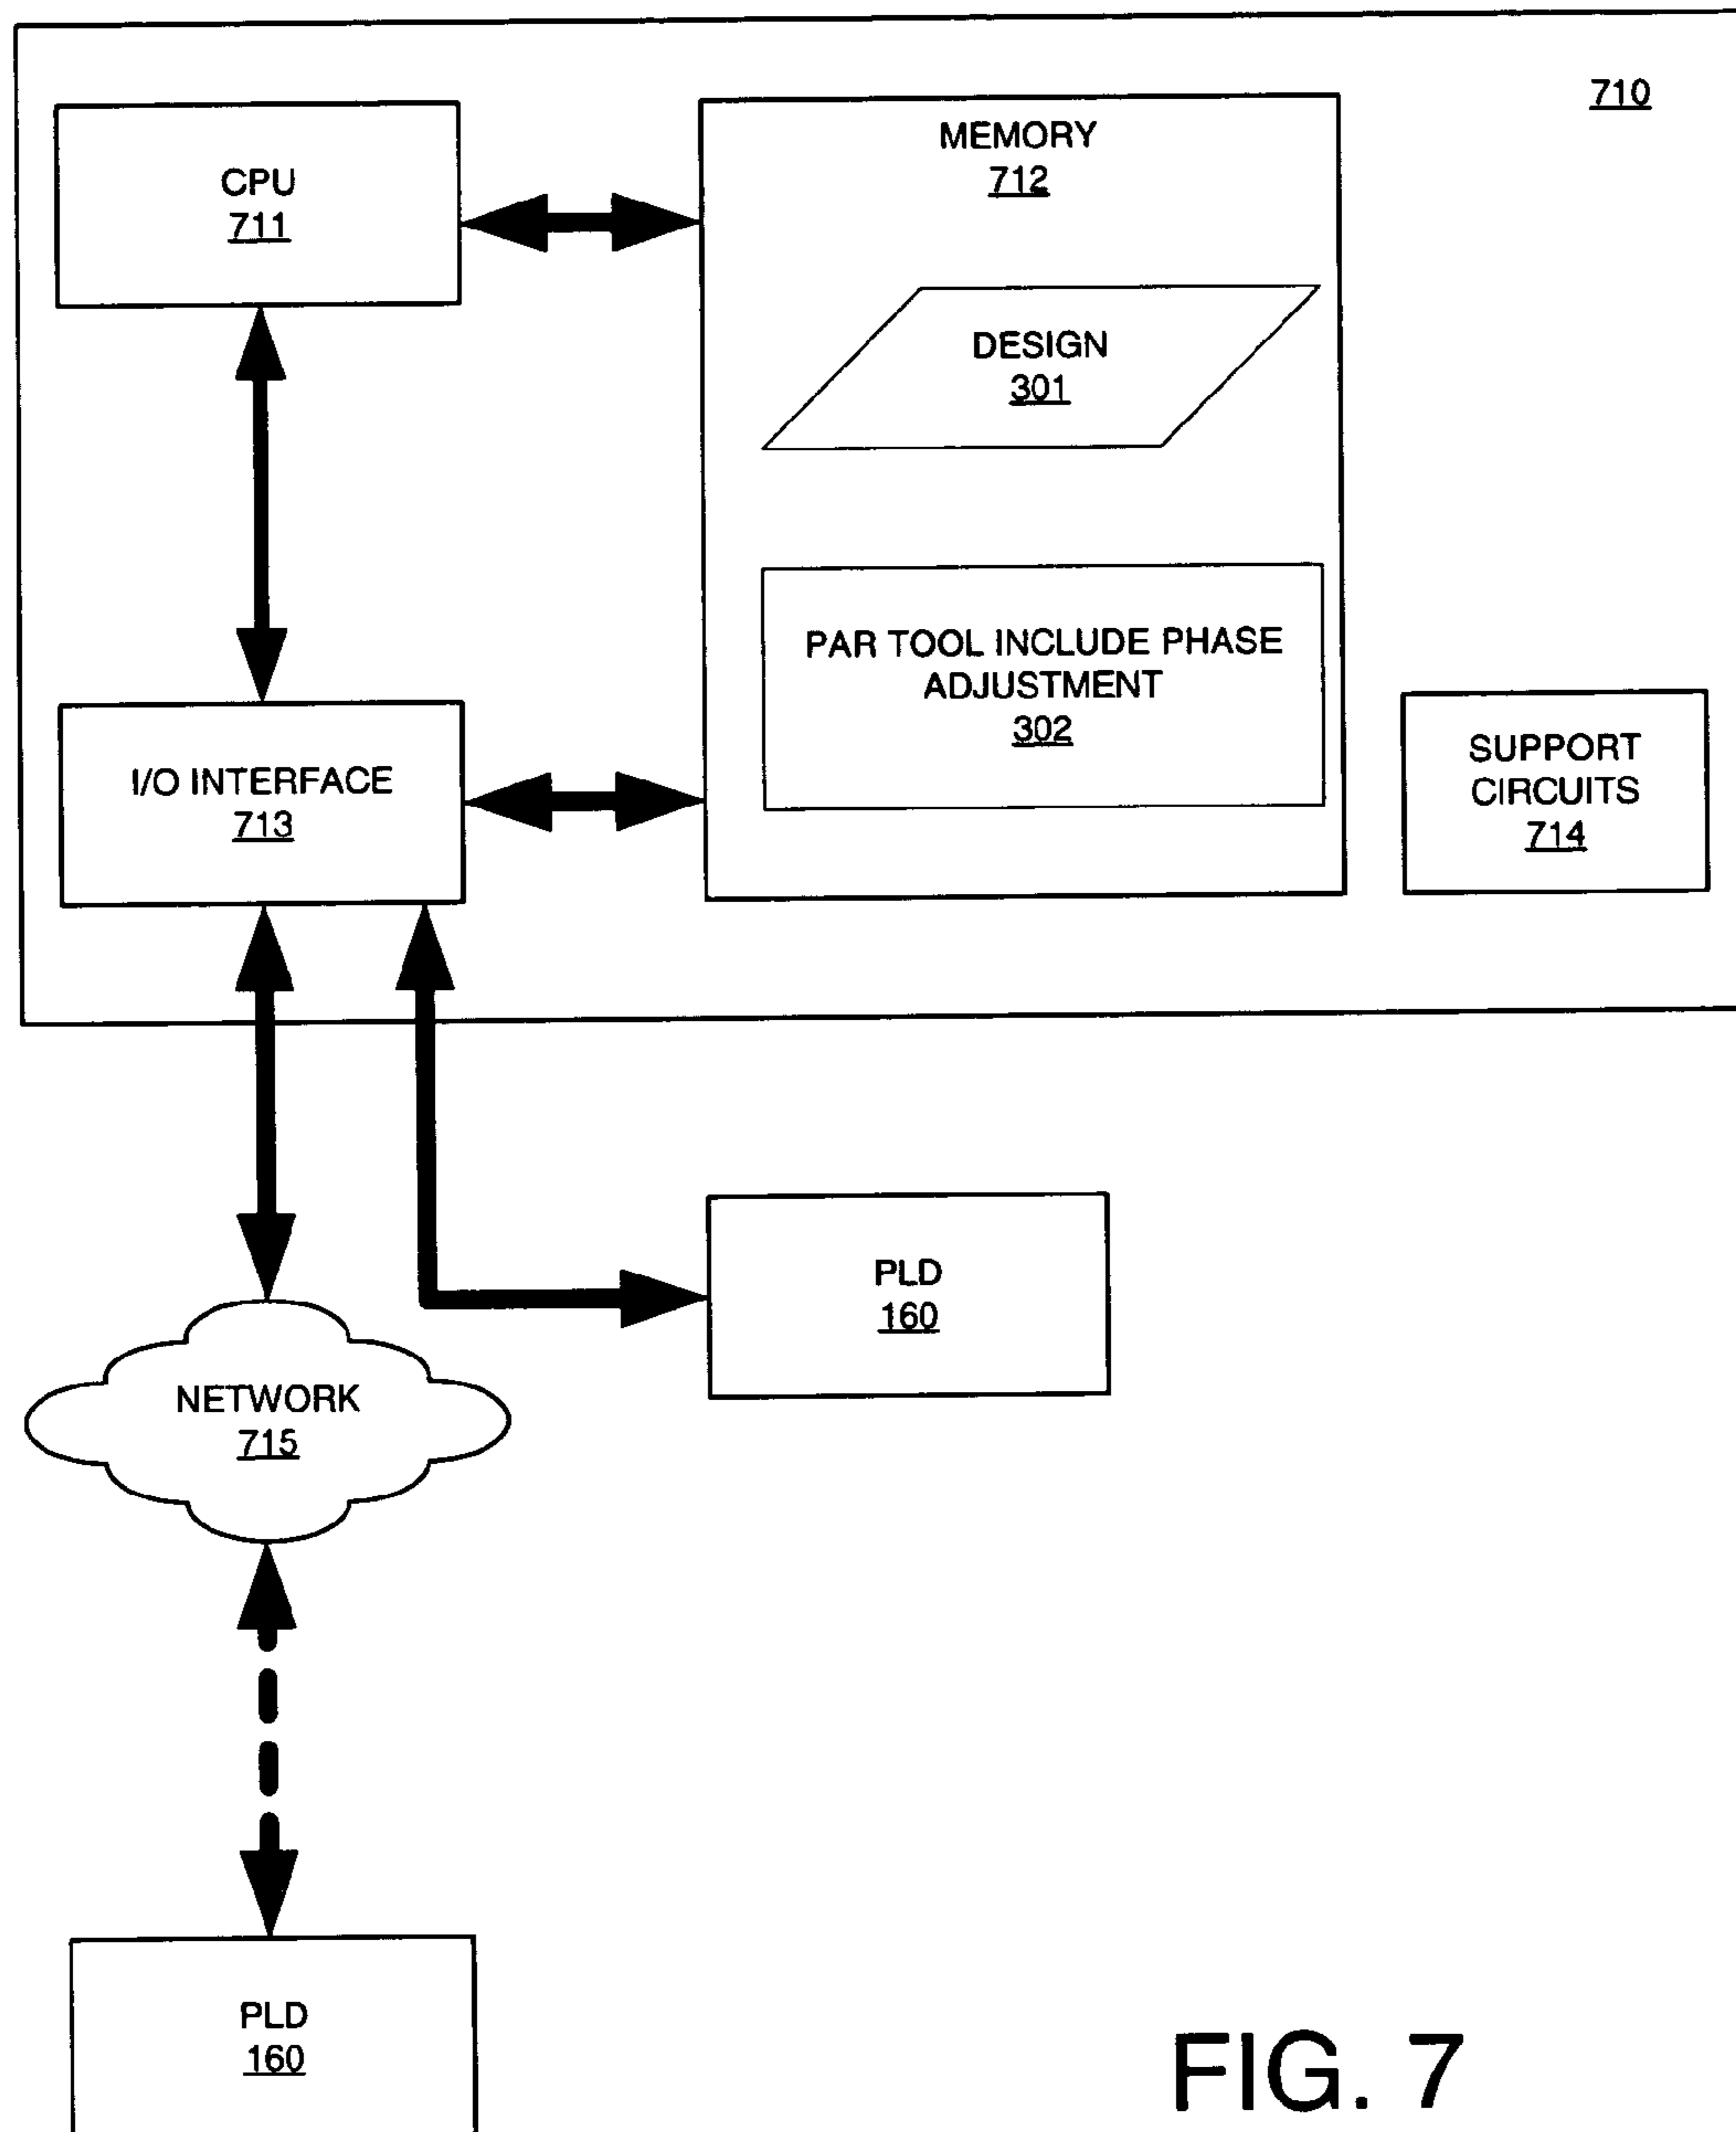 710
CPU
711
MEMORY
712
DESIGN
301
PAR TOOL INCLUDE PHASE
ADJUSTMENT
302
I/O INTERFACE
713
SUPPORT
CIRCUITS
714
PLD
160
NETWORK
715
PLD
160
FIG. 7